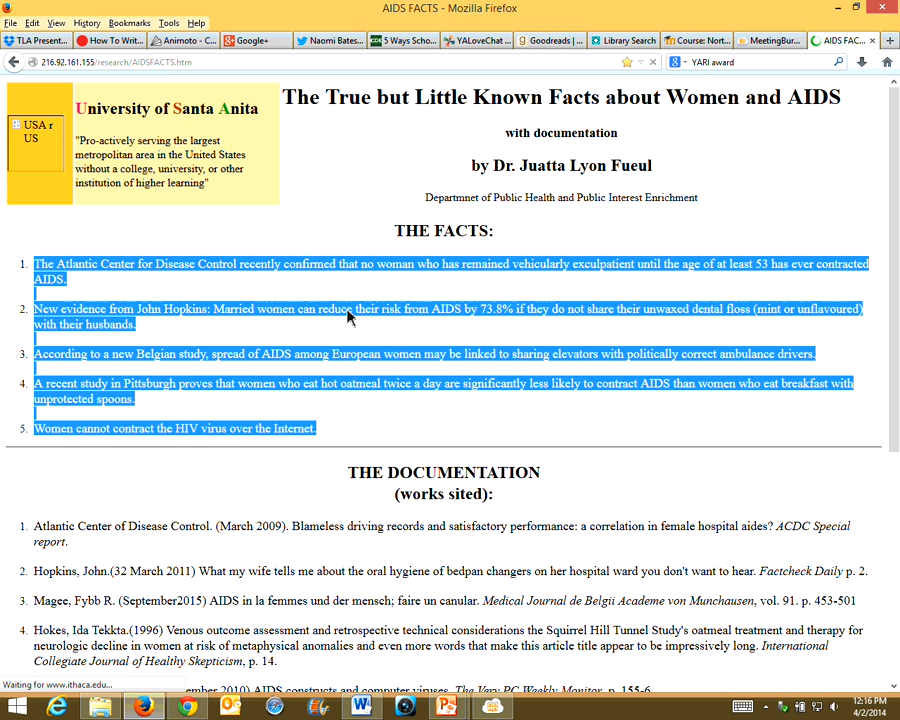 AIDS FACTS - Mozilla Firefox
File Edit View History Bookmarks Tools Help
TLA Present... How To Writ... Animoto - C... Google+ Naomi Bates... 5 Ways Scho... YALoveChat ... Goodreads | ... Library Search Course: Nort... MeetingBur... AIDS FAC...
216.92.161.155/research/AIDSFACTS.htm
YARI award
USA r
US
University of Santa Anita
"Pro-actively serving the largest
metropolitan area in the United States
without a college, university, or other
institution of higher learning"
The True but Little Known Facts about Women and AIDS
with documentation
by Dr. Juatta Lyon Fueul
Departmnet of Public Health and Public Interest Enrichment
THE FACTS:
1. The Atlantic Center for Disease Control recently confirmed that no woman who has remained vehicularly exculpatient until the age of at least 53 has ever contracted
AIDS.
2. New evidence from John Hopkins: Married women can reduce their risk from AIDS by 73.8% if they do not share their unwaxed dental floss (mint or unflavoured)
with their husbands.
3. According to a new Belgian study, spread of AIDS among European women may be linked to sharing elevators with politically correct ambulance drivers.
4. A recent study in Pittsburgh proves that women who eat hot oatmeal twice a day are significantly less likely to contract AIDS than women who eat breakfast with
unprotected spoons.
5. Women cannot contract the HIV virus over the Internet.
THE DOCUMENTATION
(works sited):
1. Atlantic Center of Disease Control. (March 2009). Blameless driving records and satisfactory performance: a correlation in female hospital aides? ACDC Special
report.
2. Hopkins, John.(32 March 2011) What my wife tells me about the oral hygiene of bedpan changers on her hospital ward you don't want to hear. Factcheck Daily p. 2.
3. Magee, Fybb R. (September2015) AIDS in la femmes und der mensch; faire un canular. Medical Journal de Belgii Academe von Munchausen, vol. 91. p. 453-501
4. Hokes, Ida Tekkta.(1996) Venous outcome assessment and retrospective technical considerations the Squirrel Hill Tunnel Study's oatmeal treatment and therapy for
neurologic decline in women at risk of metaphysical anomalies and even more words that make this article title appear to be impressively long. International
Collegiate Journal of Healthy Skepticism, p. 14.
ember 2010) AIDS constructs and computer viruses. The Very PC Weekly Monitor. p. 155-6
Waiting for www.ithaca.edu...
12:16 PM
4/2/2014